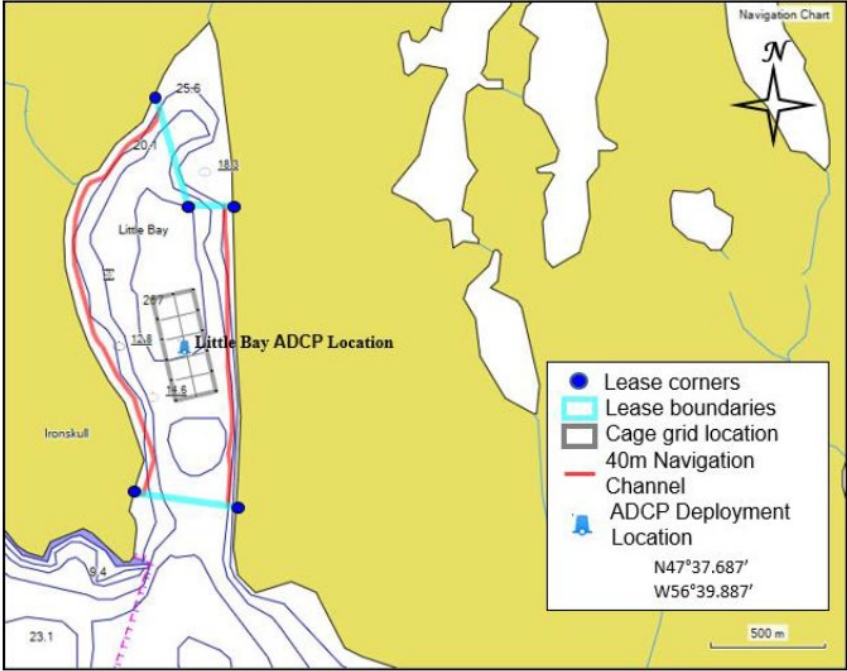 Navigation Chart
N
25.6
20.1
18.3
Little Bay
12.8
Little Bay ADCP Location
14.6
Ironskull
9.4
23.1
Lease corners
Lease boundaries
Cage grid location
40m Navigation
Channel
ADCP Deployment
Location
N47°37.687′
W56°39.887′
500 m